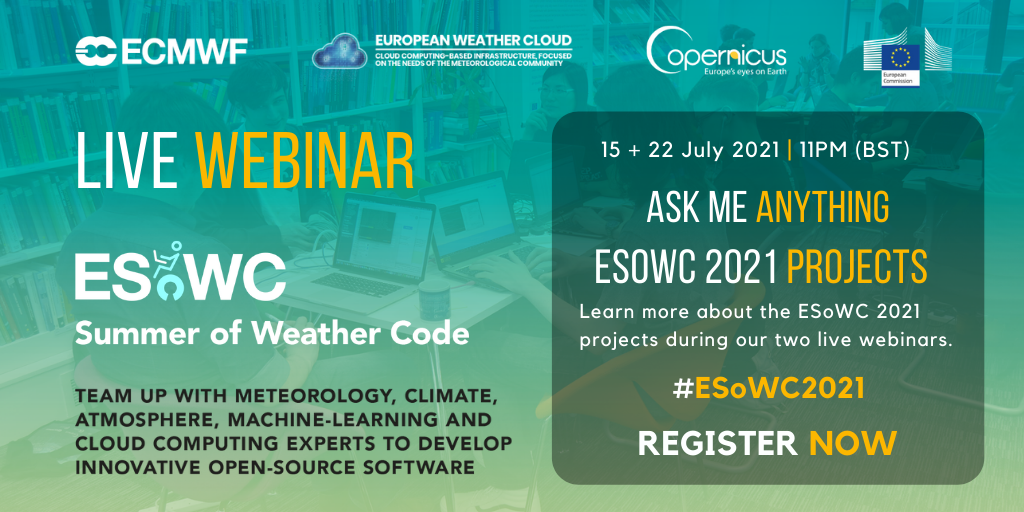 ECMWF
EUROPEAN WEATHER CLOUD
CLOUD COMPUTING-BASED INFRASTRUCTURE, FOCUSED
ON THE NEEDS OF THE METEOROLOGICAL COMMUNITY
Copernicus
Europe's eyes on Earth
European
Commission
LIVE WEBINAR
ESoWC
Summer of Weather Code
TEAM UP WITH METEOROLOGY, CLIMATE,
ATMOSPHERE, MACHINE-LEARNING AND
CLOUD COMPUTING EXPERTS TO DEVELOP
INNOVATIVE OPEN-SOURCE SOFTWARE
15 + 22 July 2021 | 11PM (BST)
ASK ME ANYTHING
ESOWC 2021 PROJECTS
Learn more about the ESoWC 2021
projects during our two live webinars.
#ESoWC2021
REGISTER NOW